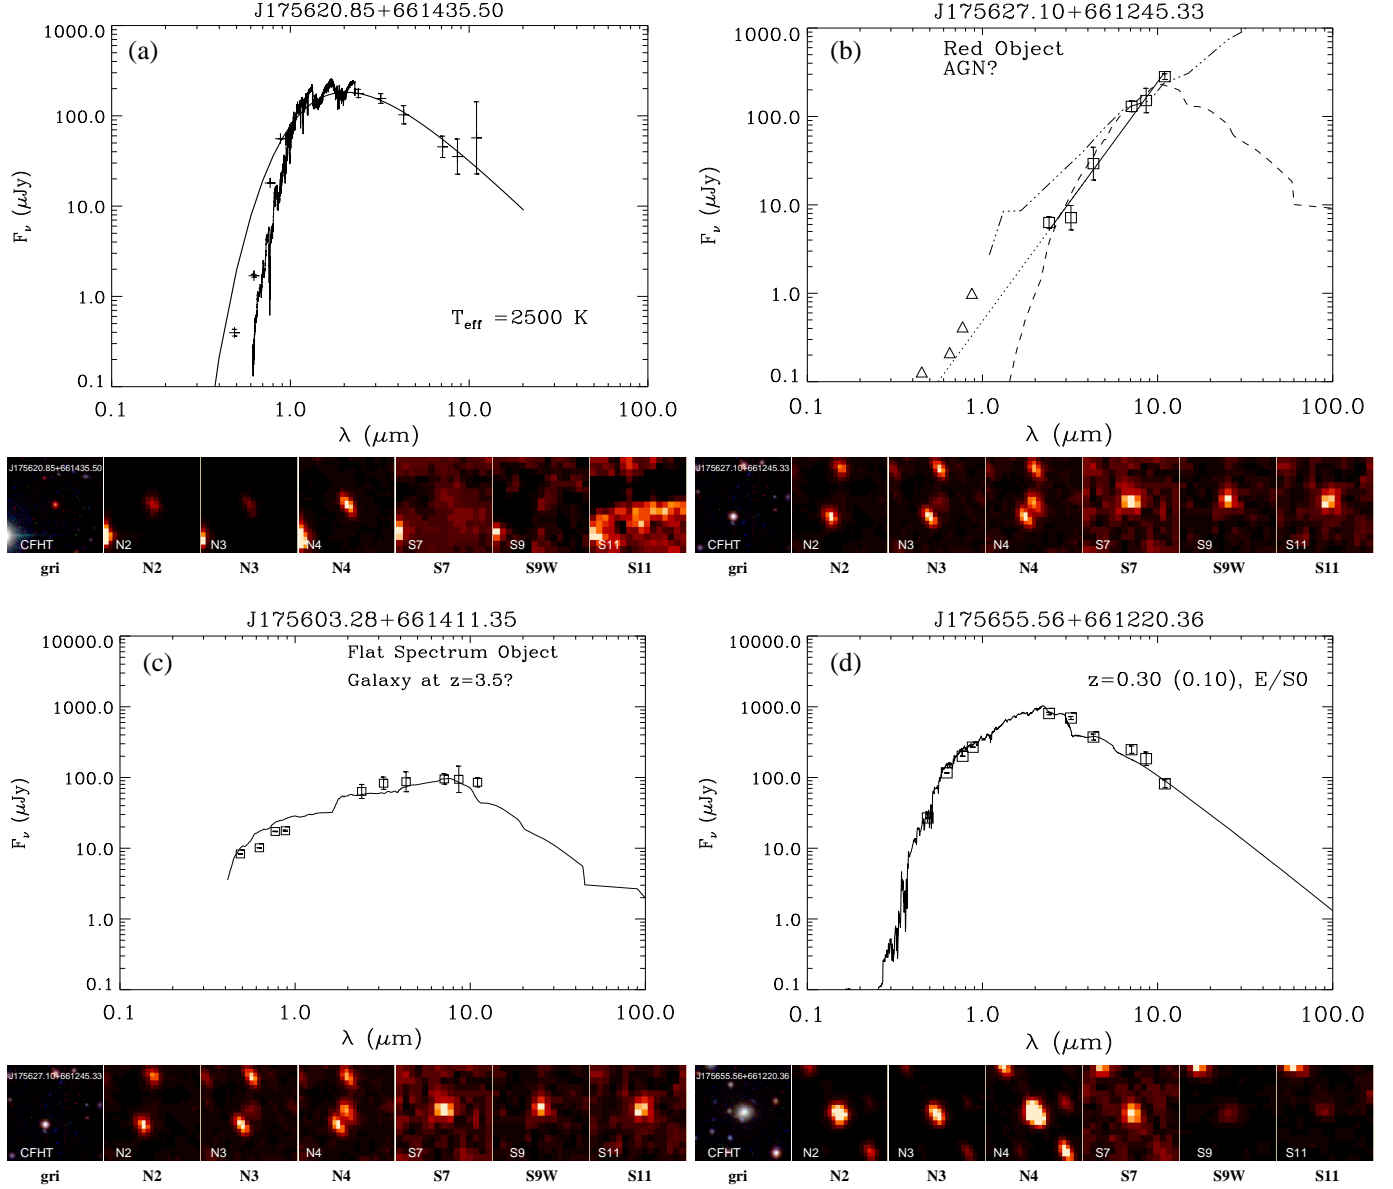 J175620.85+661435.50
(a)
1000.0
100.0
10.0
1.0
0.1
F_ν (μJy)
T_eff =2500 K
0.1 1.0 10.0 100.0
λ (μm)
J175620.85+661435.50
CFHT N2 N3 N4 S7 S9 S11
gri N2 N3 N4 S7 S9W S11
J175627.10+661245.33
(b)
Red Object
AGN?
1000.0
100.0
10.0
1.0
0.1
F_ν (μJy)
0.1 1.0 10.0 100.0
λ (μm)
J175627.10+661245.33
CFHT N2 N3 N4 S7 S9 S11
gri N2 N3 N4 S7 S9W S11
J175603.28+661411.35
(c)
Flat Spectrum Object
Galaxy at z=3.5?
10000.0
1000.0
100.0
10.0
1.0
0.1
F_ν (μJy)
0.1 1.0 10.0 100.0
λ (μm)
J175627.10+661245.33
CFHT N2 N3 N4 S7 S9 S11
gri N2 N3 N4 S7 S9W S11
J175655.56+661220.36
(d)
z=0.30 (0.10), E/S0
10000.0
1000.0
100.0
10.0
1.0
0.1
F_ν (μJy)
0.1 1.0 10.0 100.0
λ (μm)
J175655.56+661220.36
CFHT N2 N3 N4 S7 S9 S11
gri N2 N3 N4 S7 S9W S11